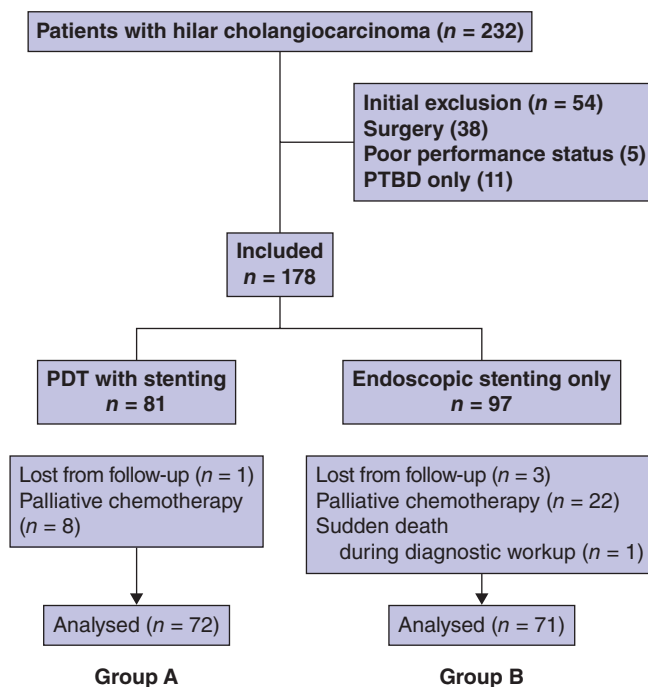 Patients with hilar cholangiocarcinoma (n = 232)
Initial exclusion (n = 54)
Surgery (38)
Poor performance status (5)
PTBD only (11)
Included
n = 178
PDT with stenting
n = 81
Endoscopic stenting only
n = 97
Lost from follow-up (n = 1)
Palliative chemotherapy
(n = 8)
Lost from follow-up (n = 3)
Palliative chemotherapy (n = 22)
Sudden death
during diagnostic workup (n = 1)
Analysed (n = 72)
Analysed (n = 71)
Group A
Group B